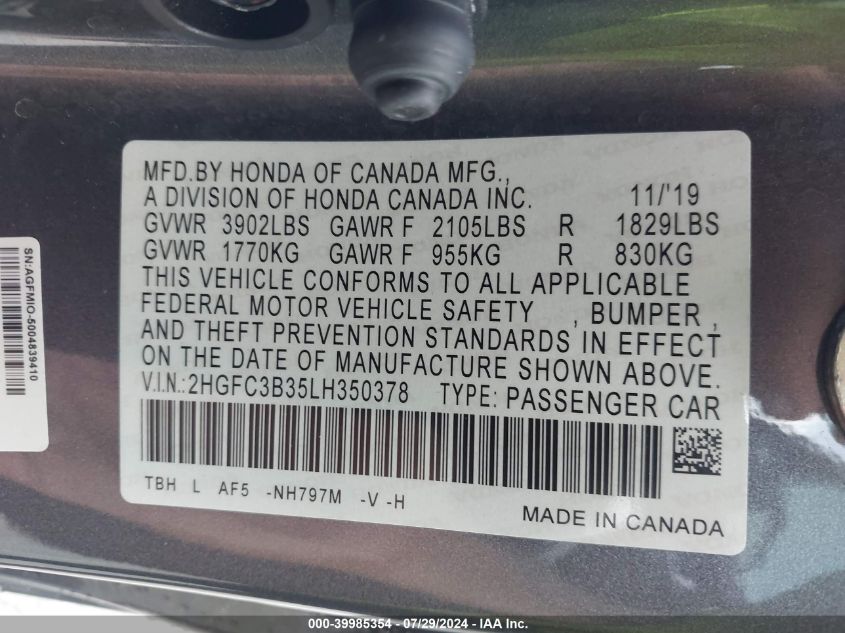 MFD.BY HONDA OF CANADA MFG.,
A DIVISION OF HONDA CANADA INC. 11/'19
GVWR 3902LBS GAWR F 2105LBS R 1829LBS
GVWR 1770KG GAWR F 955KG R 830KG
THIS VEHICLE CONFORMS TO ALL APPLICABLE
FEDERAL MOTOR VEHICLE SAFETY , BUMPER ,
AND THEFT PREVENTION STANDARDS IN EFFECT
ON THE DATE OF MANUFACTURE SHOWN ABOVE.
V.I.N.:2HGFC3B35LH350378 TYPE: PASSENGER CAR
TBH L AF5 -NH797M -V -H
MADE IN CANADA
SN:AGFMIO-5004839410
000-39985354 - 07/29/2024 - IAA Inc.